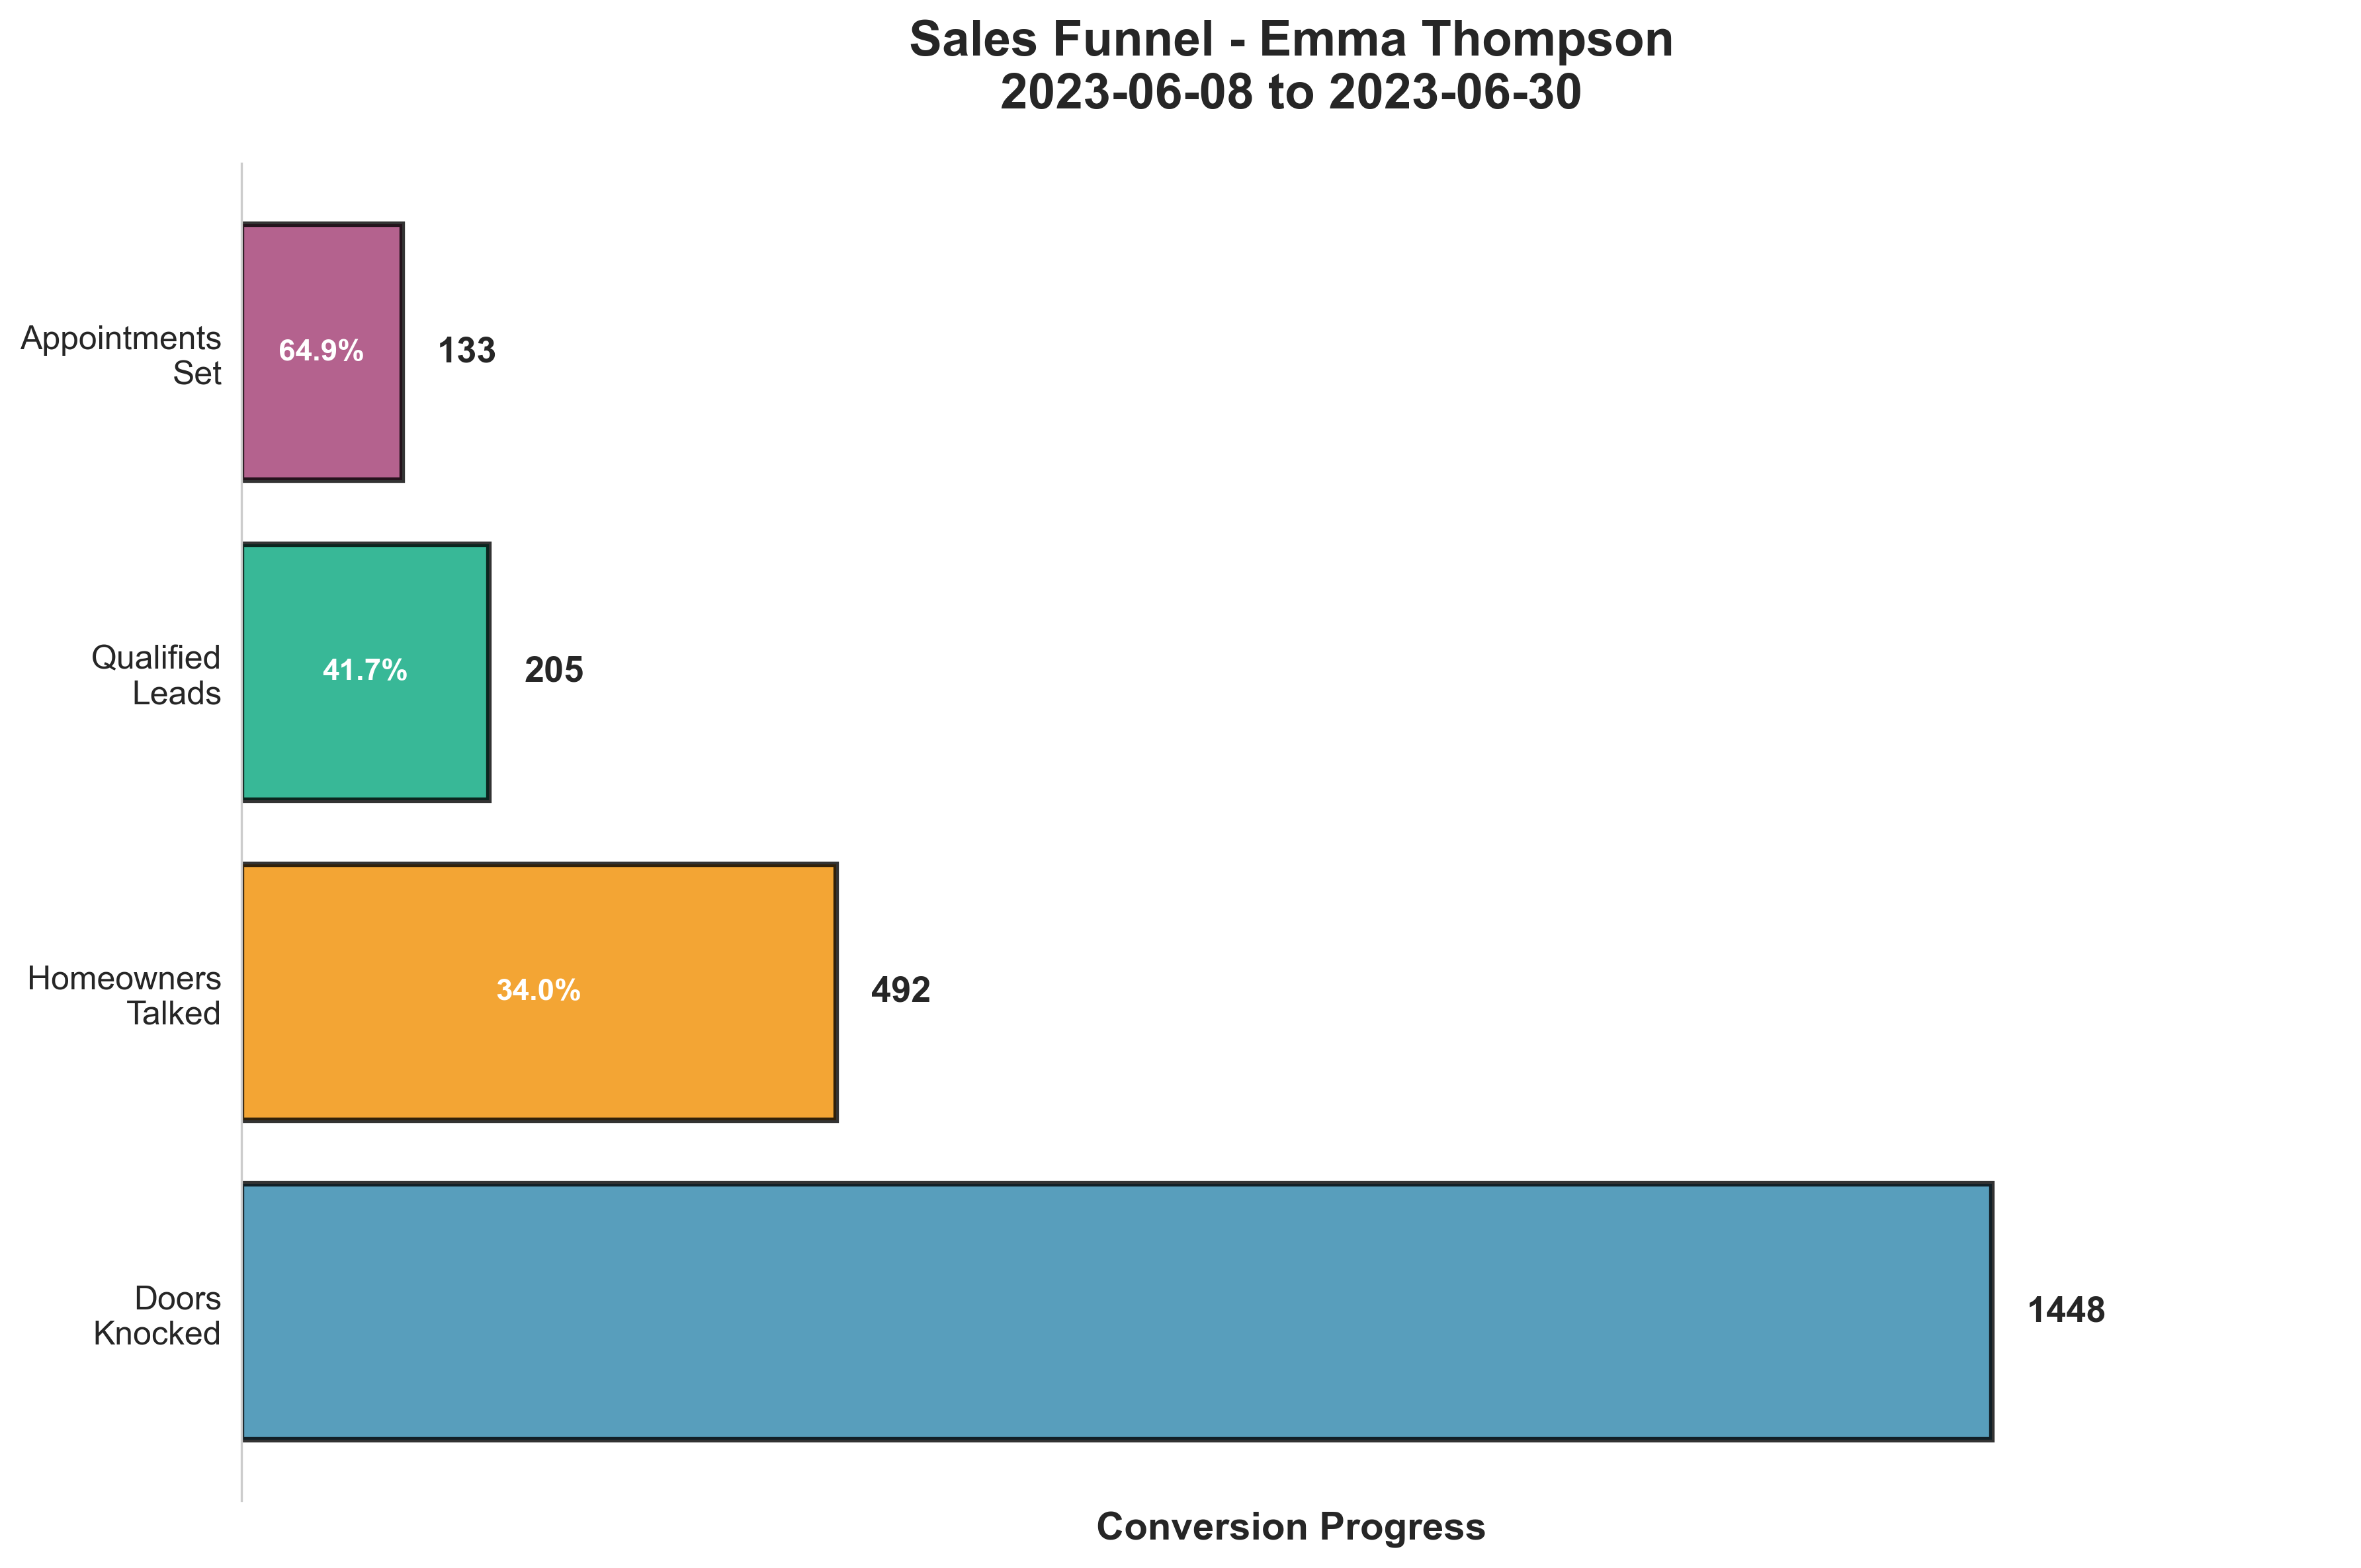 Sales Funnel - Emma Thompson
2023-06-08 to 2023-06-30
Appointments
Set
64.9%
133
Qualified
Leads
41.7%
205
Homeowners
Talked
34.0%
492
Doors
Knocked
1448
Conversion Progress